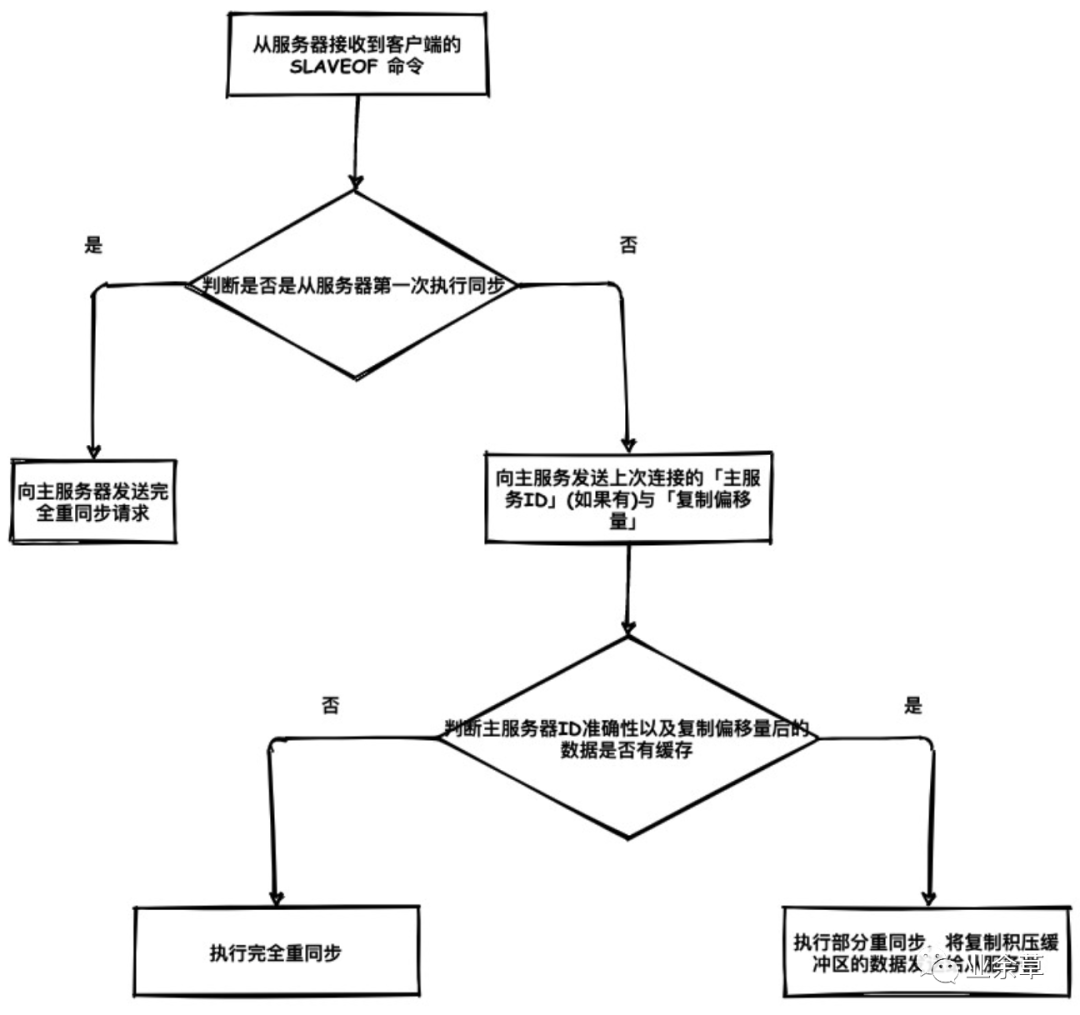 从服务器接收到客户端的
SLAVEOF 命令
是
否
判断是否是从服务器第一次执行同步
向主服务器发送完
全重同步请求
向主服务发送上次连接的「主服
务ID」(如果有)与「复制偏移
量」
否
是
判断主服务器ID准确性以及复制偏移量后的
数据是否有缓存
执行完全重同步
执行部分重同步，将复制积压缓
冲区的数据发 给从服务
业余草